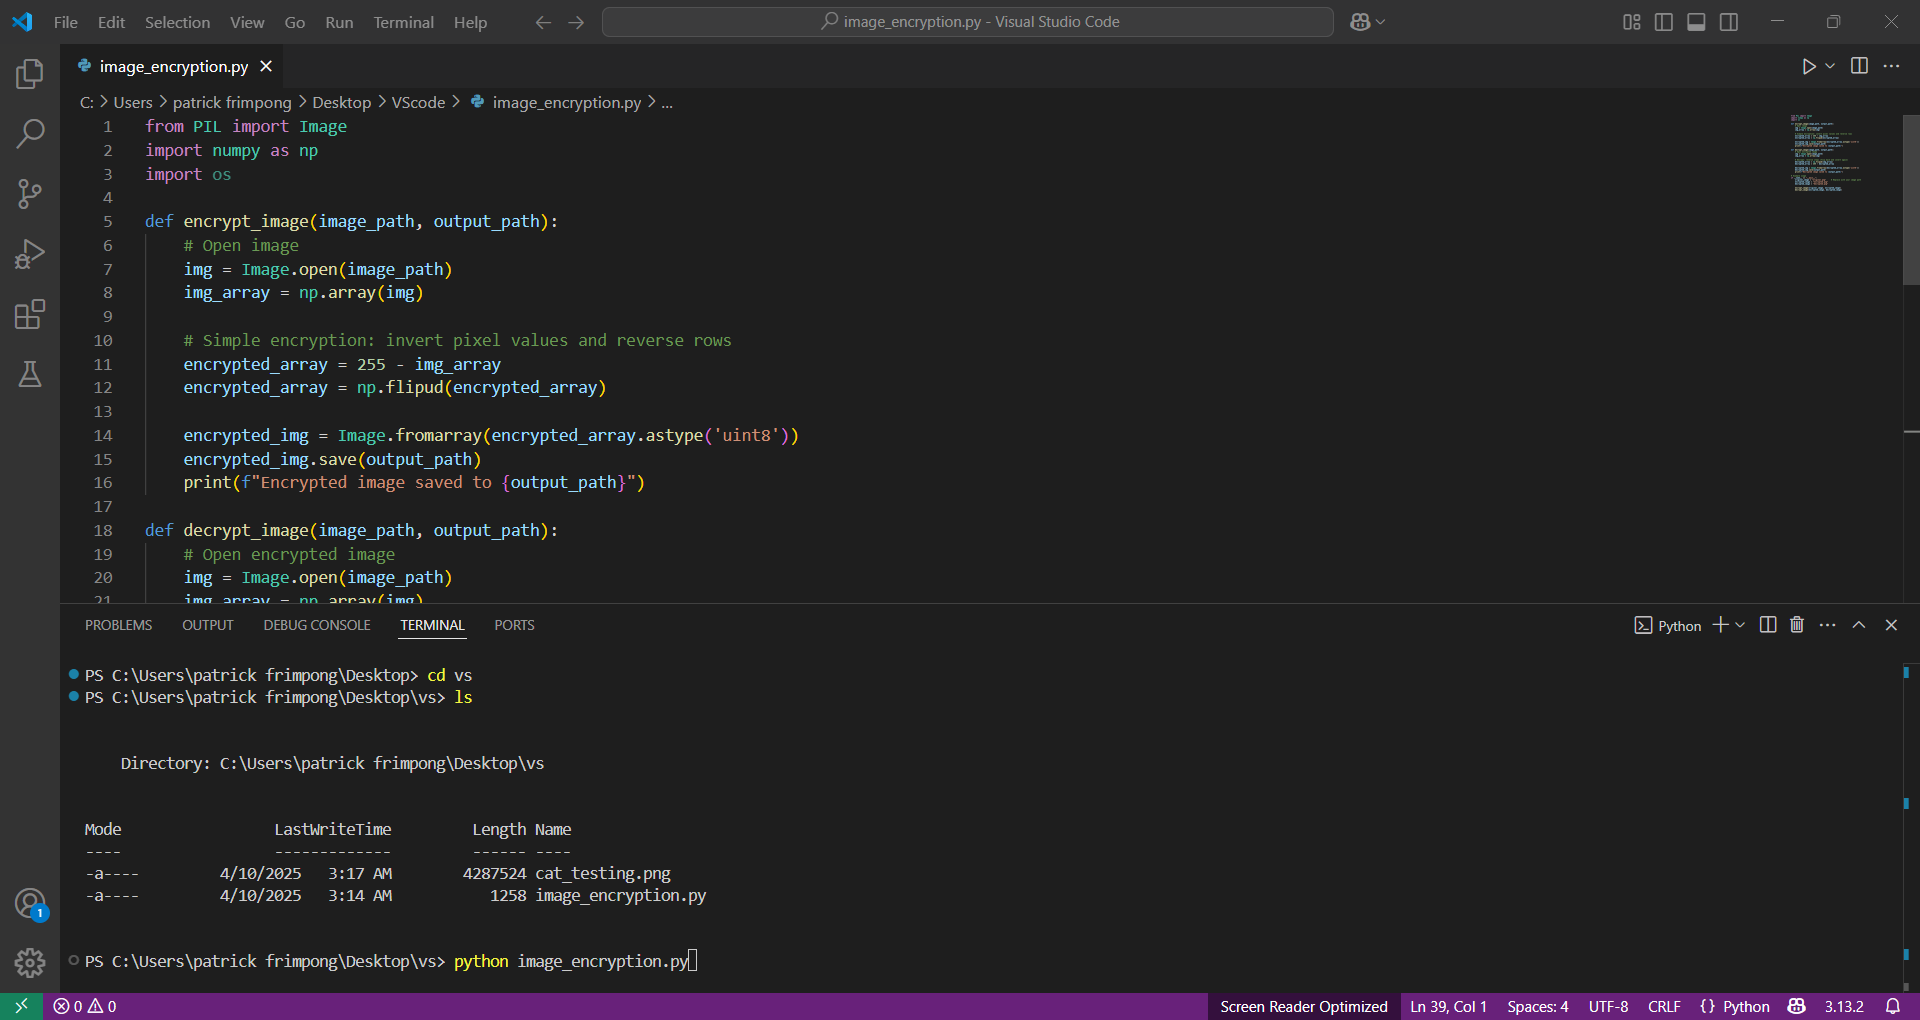 File Edit Selection View Go Run Terminal Help image_encryption.py - Visual Studio Code
image_encryption.py
C: > Users > patrick frimpong > Desktop > VScode > image_encryption.py > ...
1 from PIL import Image
2 import numpy as np
3 import os
4
5 def encrypt_image(image_path, output_path):
6 # Open image
7 img = Image.open(image_path)
8 img_array = np.array(img)
9
10 # Simple encryption: invert pixel values and reverse rows
11 encrypted_array = 255 - img_array
12 encrypted_array = np.flipud(encrypted_array)
13
14 encrypted_img = Image.fromarray(encrypted_array.astype('uint8'))
15 encrypted_img.save(output_path)
16 print(f"Encrypted image saved to {output_path}")
17
18 def decrypt_image(image_path, output_path):
19 # Open encrypted image
20 img = Image.open(image_path)
21 img_array = np.array(img)
PROBLEMS OUTPUT DEBUG CONSOLE TERMINAL PORTS Python
PS C:\Users\patrick frimpong\Desktop> cd vs
PS C:\Users\patrick frimpong\Desktop\vs> ls
Directory: C:\Users\patrick frimpong\Desktop\vs
Mode LastWriteTime Length Name
---- ------------- ------ ----
-a---- 4/10/2025 3:17 AM 4287524 cat_testing.png
-a---- 4/10/2025 3:14 AM 1258 image_encryption.py
PS C:\Users\patrick frimpong\Desktop\vs> python image_encryption.py
1
0 0 Screen Reader Optimized Ln 39, Col 1 Spaces: 4 UTF-8 CRLF {} Python 3.13.2